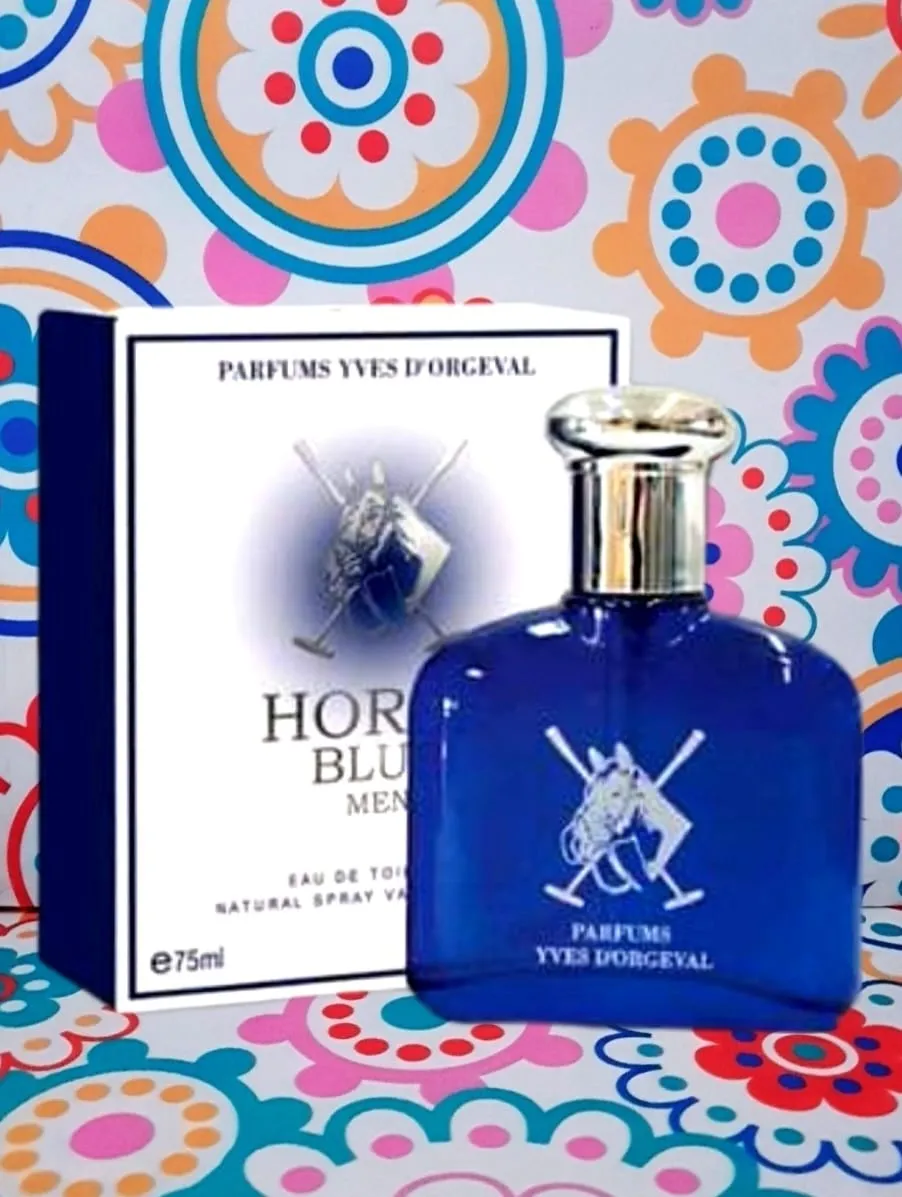 PARFUMS YVES D'ORGEVAL
HOR
BLU
MEN
EAU DE TOI
NATURAL SPRAY VA
e75ml
PARFUMS
YVES D'ORGEVAL